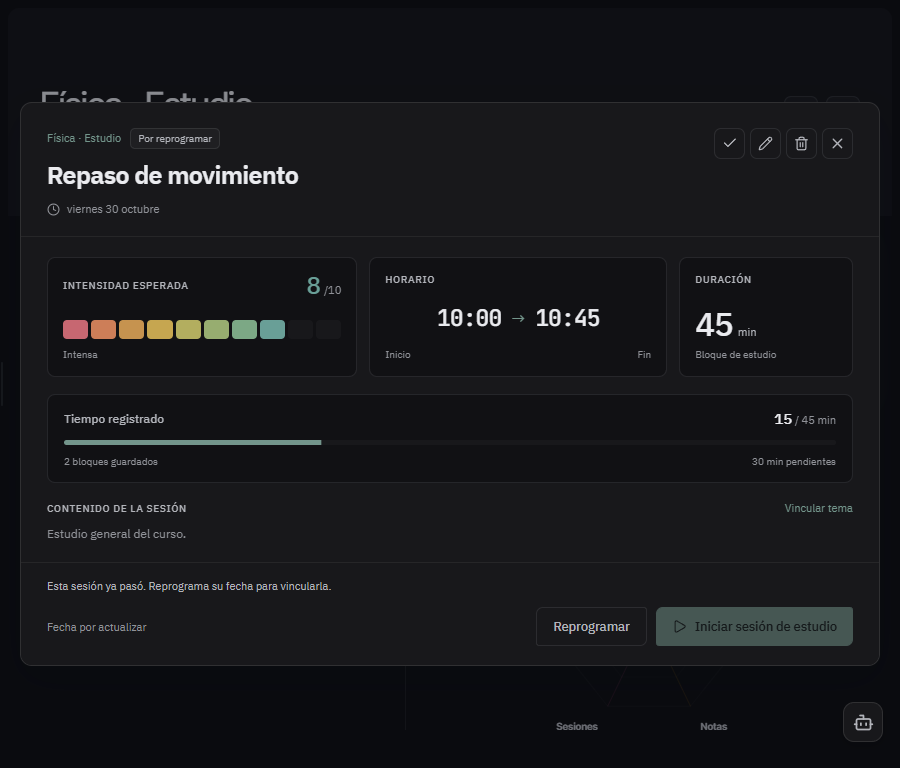 Física · Estudio
Física · Estudio
Por reprogramar
Repaso de movimiento
viernes 30 octubre
INTENSIDAD ESPERADA
8 /10
Intensa
HORARIO
10:00 → 10:45
Inicio
Fin
DURACIÓN
45 min
Bloque de estudio
Tiempo registrado
15 / 45 min
2 bloques guardados
30 min pendientes
CONTENIDO DE LA SESIÓN
Vincular tema
Estudio general del curso.
Esta sesión ya pasó. Reprograma su fecha para vincularla.
Fecha por actualizar
Reprogramar
Iniciar sesión de estudio
Sesiones
Notas